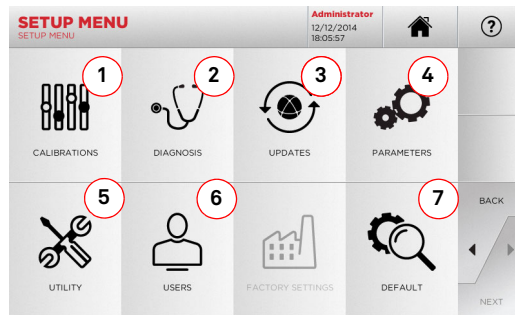 SETUP MENU
SETUP MENU
Administrator
12/12/2014
18:05:57
?
1
2
3
4
CALIBRATIONS
DIAGNOSIS
UPDATES
PARAMETERS
5
6
7
BACK
UTILITY
USERS
FACTORY SETTINGS
DEFAULT
NEXT